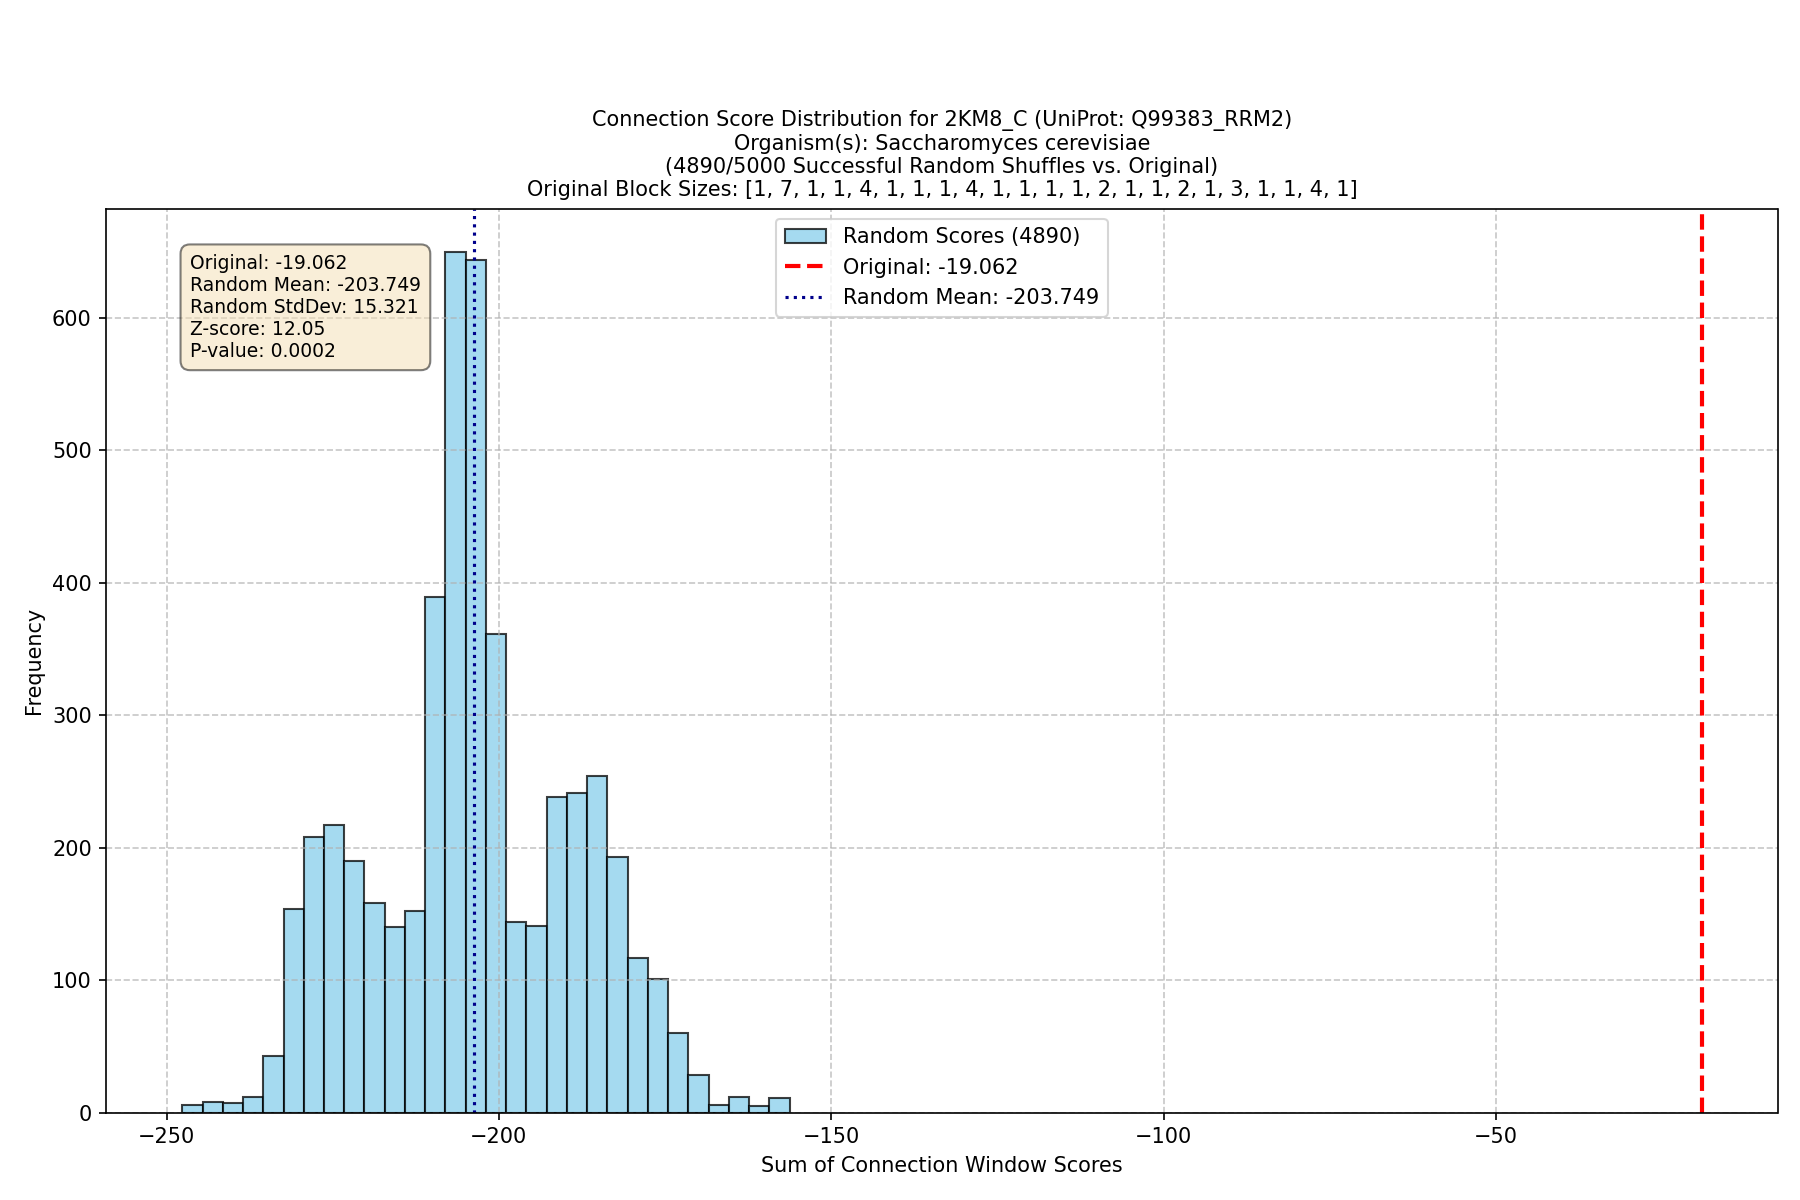 Connection Score Distribution for 2KM8_C (UniProt: Q99383_RRM2)
Organism(s): Saccharomyces cerevisiae
(4890/5000 Successful Random Shuffles vs. Original)
Original Block Sizes: [1, 7, 1, 1, 4, 1, 1, 1, 4, 1, 1, 1, 1, 2, 1, 1, 2, 1, 3, 1, 1, 4, 1]
Original: -19.062
Random Mean: -203.749
Random StdDev: 15.321
Z-score: 12.05
P-value: 0.0002
Random Scores (4890)
Original: -19.062
Random Mean: -203.749
Frequency
600
500
400
300
200
100
0
−250
−200
−150
−100
−50
Sum of Connection Window Scores